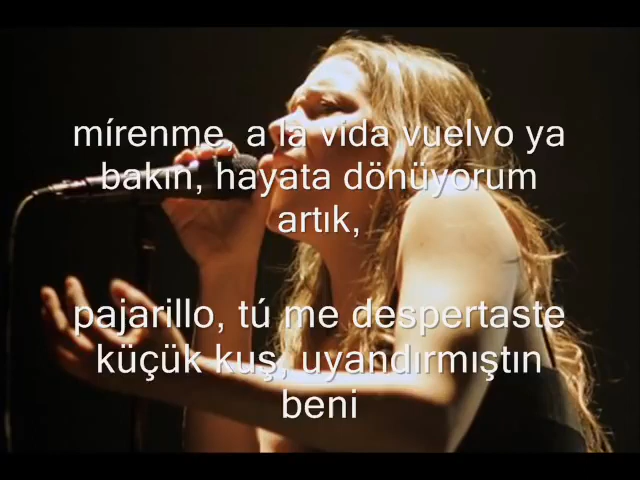 mírenme, a la vida vuelvo ya
bakın, hayata dönüyorum
artık,
pajarillo, tú me despertaste
küçük kuş, uyandırmıştın
beni